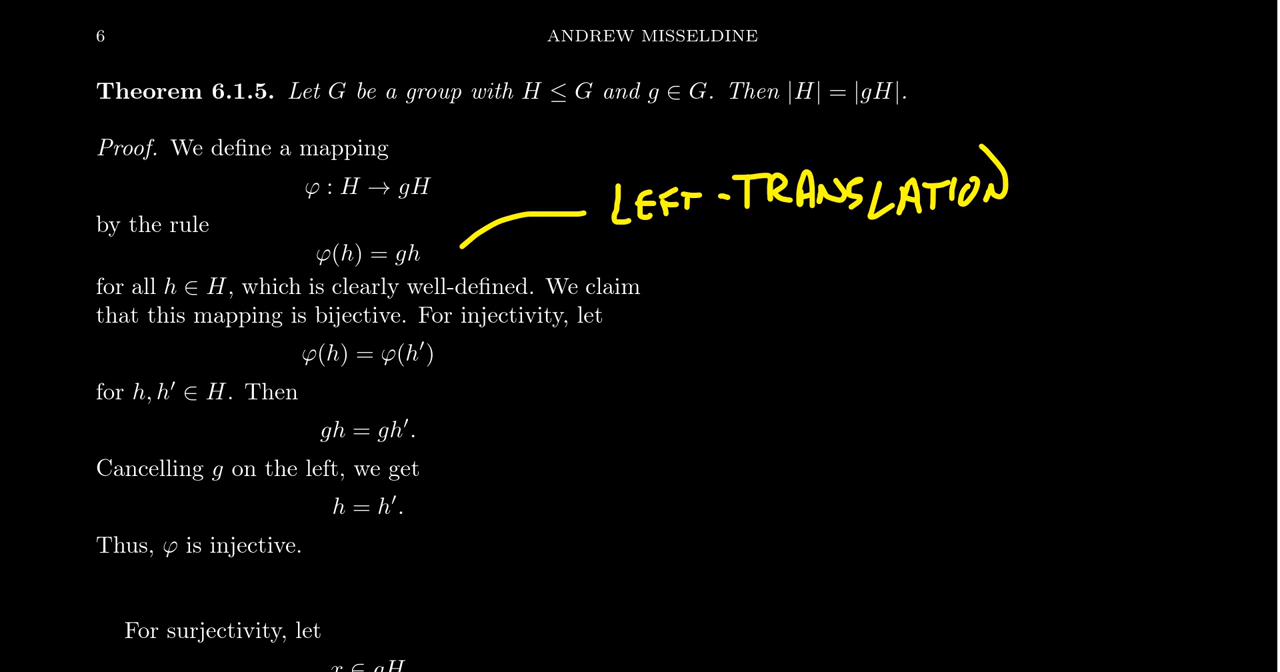 6
ANDREW MISSELDINE
Theorem 6.1.5. Let G be a group with H ≤ G and g ∈ G. Then |H| = |gH|.
Proof. We define a mapping
φ : H → gH
LEFT-TRANSLATION
by the rule
φ(h) = gh
for all h ∈ H, which is clearly well-defined. We claim
that this mapping is bijective. For injectivity, let
φ(h) = φ(h′)
for h, h′ ∈ H. Then
gh = gh′.
Cancelling g on the left, we get
h = h′.
Thus, φ is injective.
For surjectivity, let
x ∈ gH